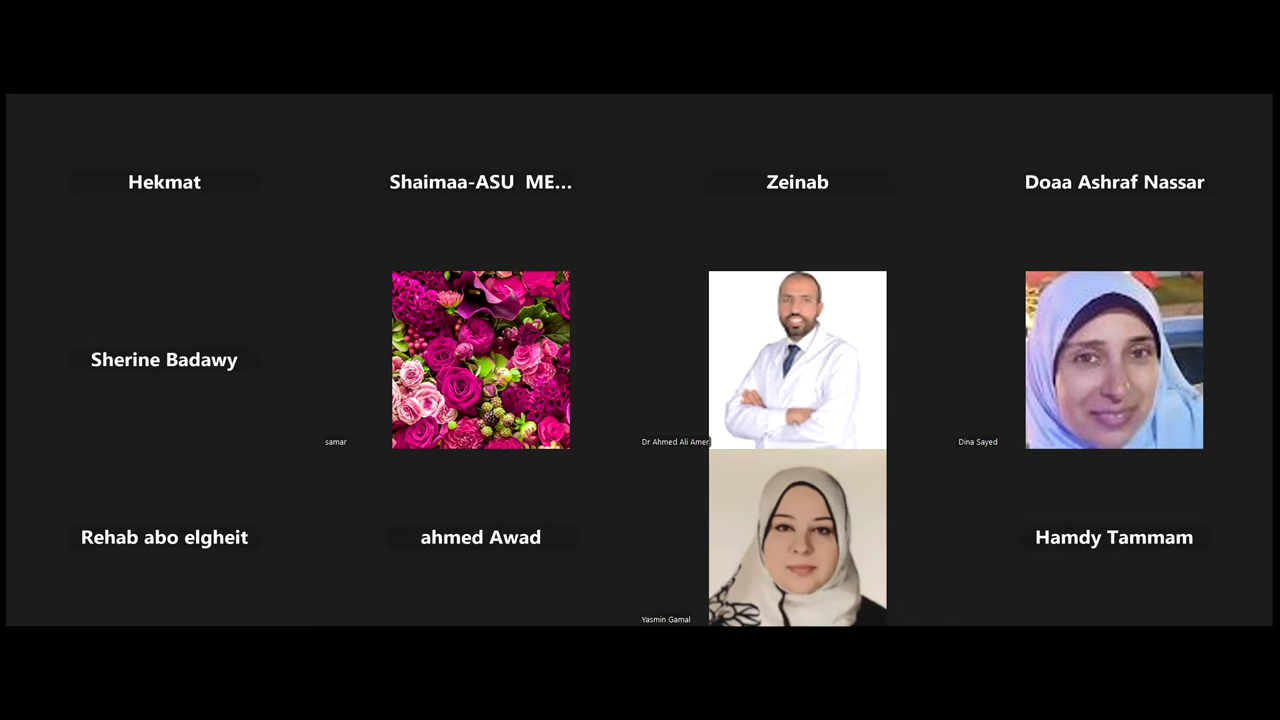 Hekmat
Shaimaa-ASU ME...
Zeinab
Doaa Ashraf Nassar
Sherine Badawy
samar
Dr Ahmed Ali Amer
Dina Sayed
Rehab abo elgheit
ahmed Awad
Yasmin Gamal
Hamdy Tammam